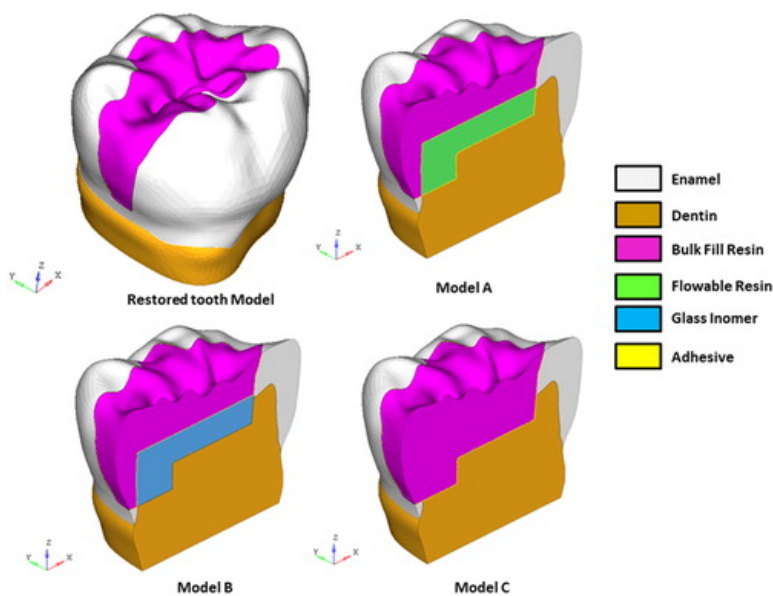 Z
Y
X
Restored tooth Model
Z
Y
X
Model A
Enamel
Dentin
Bulk Fill Resin
Flowable Resin
Glass Inomer
Adhesive
Z
Y
X
Model B
Z
Y
X
Model C